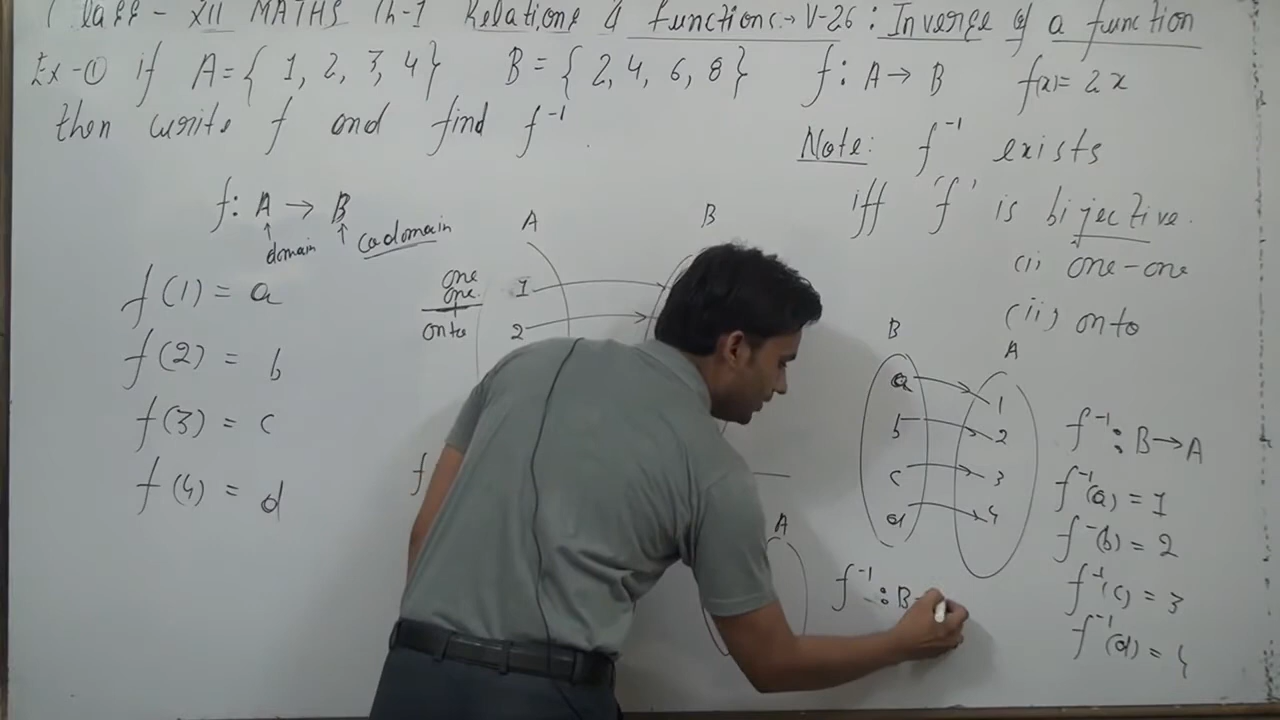 Class - XII MATHS Ch-1 Relations & functions:→ V-26 : Inverse of a function
Ex-① if A = { 1, 2, 3, 4 } B = { 2, 4, 6, 8 } f : A → B f(x) = 2x
then write f and find f⁻¹.
Note: f⁻¹ exists
iff 'f' is bijective.
(i) one-one
(ii) onto
f : A → B
domain
codomain
f(1) = a
f(2) = b
f(3) = c
f(4) = d
A B
one
one
onto
1
2
f
A
B A
a 1
b 2
c 3
d 4
f⁻¹ : B → A
f⁻¹(a) = 1
f⁻¹(b) = 2
f⁻¹(c) = 3
f⁻¹(d) = 4
f⁻¹ : B